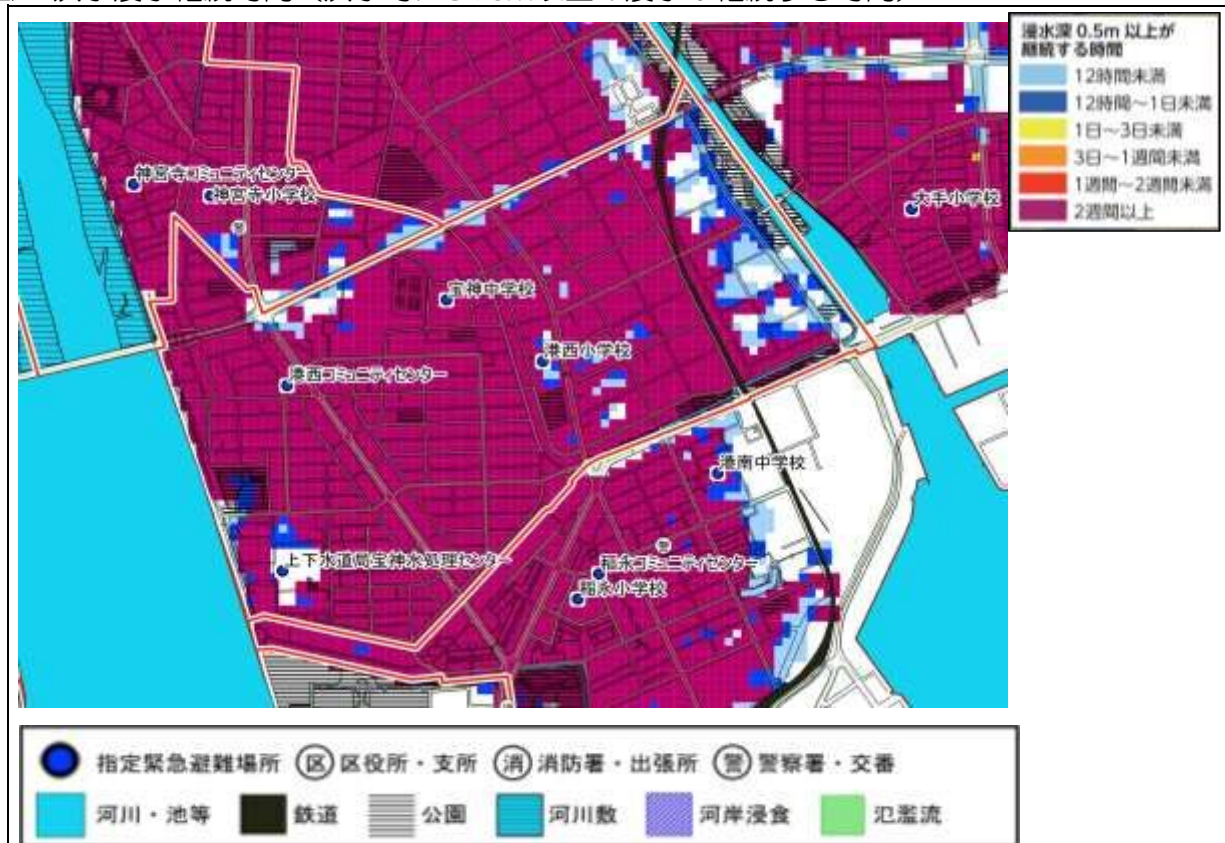 浸水深 0.5m 以上が
継続する時間
12時間未満
12時間～1日未満
1日～3日未満
3日～1週間未満
1週間～2週間未満
2週間以上
神宮寺コミュニティセンター
神宮寺小学校
大手小学校
宝神中学校
港西小学校
港西コミュニティセンター
港南中学校
上下水道局宝神水処理センター
稲永コミュニティセンター
稲永小学校
指定緊急避難場所 区 区役所・支所 消 消防署・出張所 警 警察署・交番
河川・池等 鉄道 公園 河川敷 河岸浸食 氾濫流